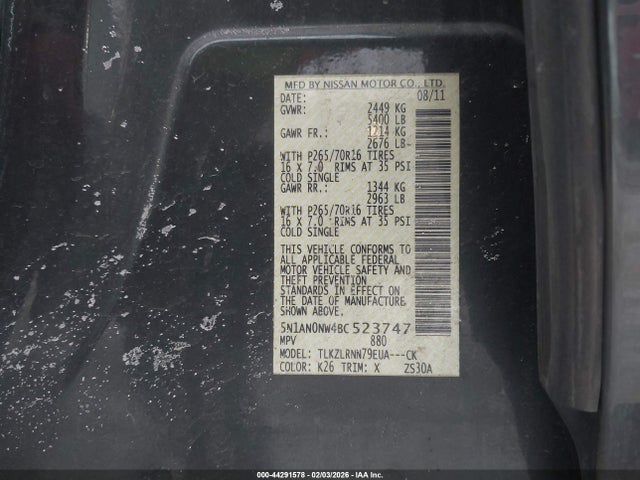 MFD BY NISSAN MOTOR CO., LTD.
DATE: 08/11
GVWR: 2449 KG
5400 LB
GAWR FR.: 1214 KG
2676 LB
WITH P265/70R16 TIRES
16 X 7.0 RIMS AT 35 PSI
COLD SINGLE
GAWR RR.: 1344 KG
2963 LB
WITH P265/70R16 TIRES
16 X 7.0 RIMS AT 35 PSI
COLD SINGLE
THIS VEHICLE CONFORMS TO
ALL APPLICABLE FEDERAL
MOTOR VEHICLE SAFETY AND
THEFT PREVENTION
STANDARDS IN EFFECT ON
THE DATE OF MANUFACTURE
SHOWN ABOVE.
5N1AN0NW4BC523747
MPV 880
MODEL: TLKZLRNN79EUA---CK
COLOR: K26 TRIM: X ZS30A
000-44291578 - 02/03/2026 - IAA Inc.